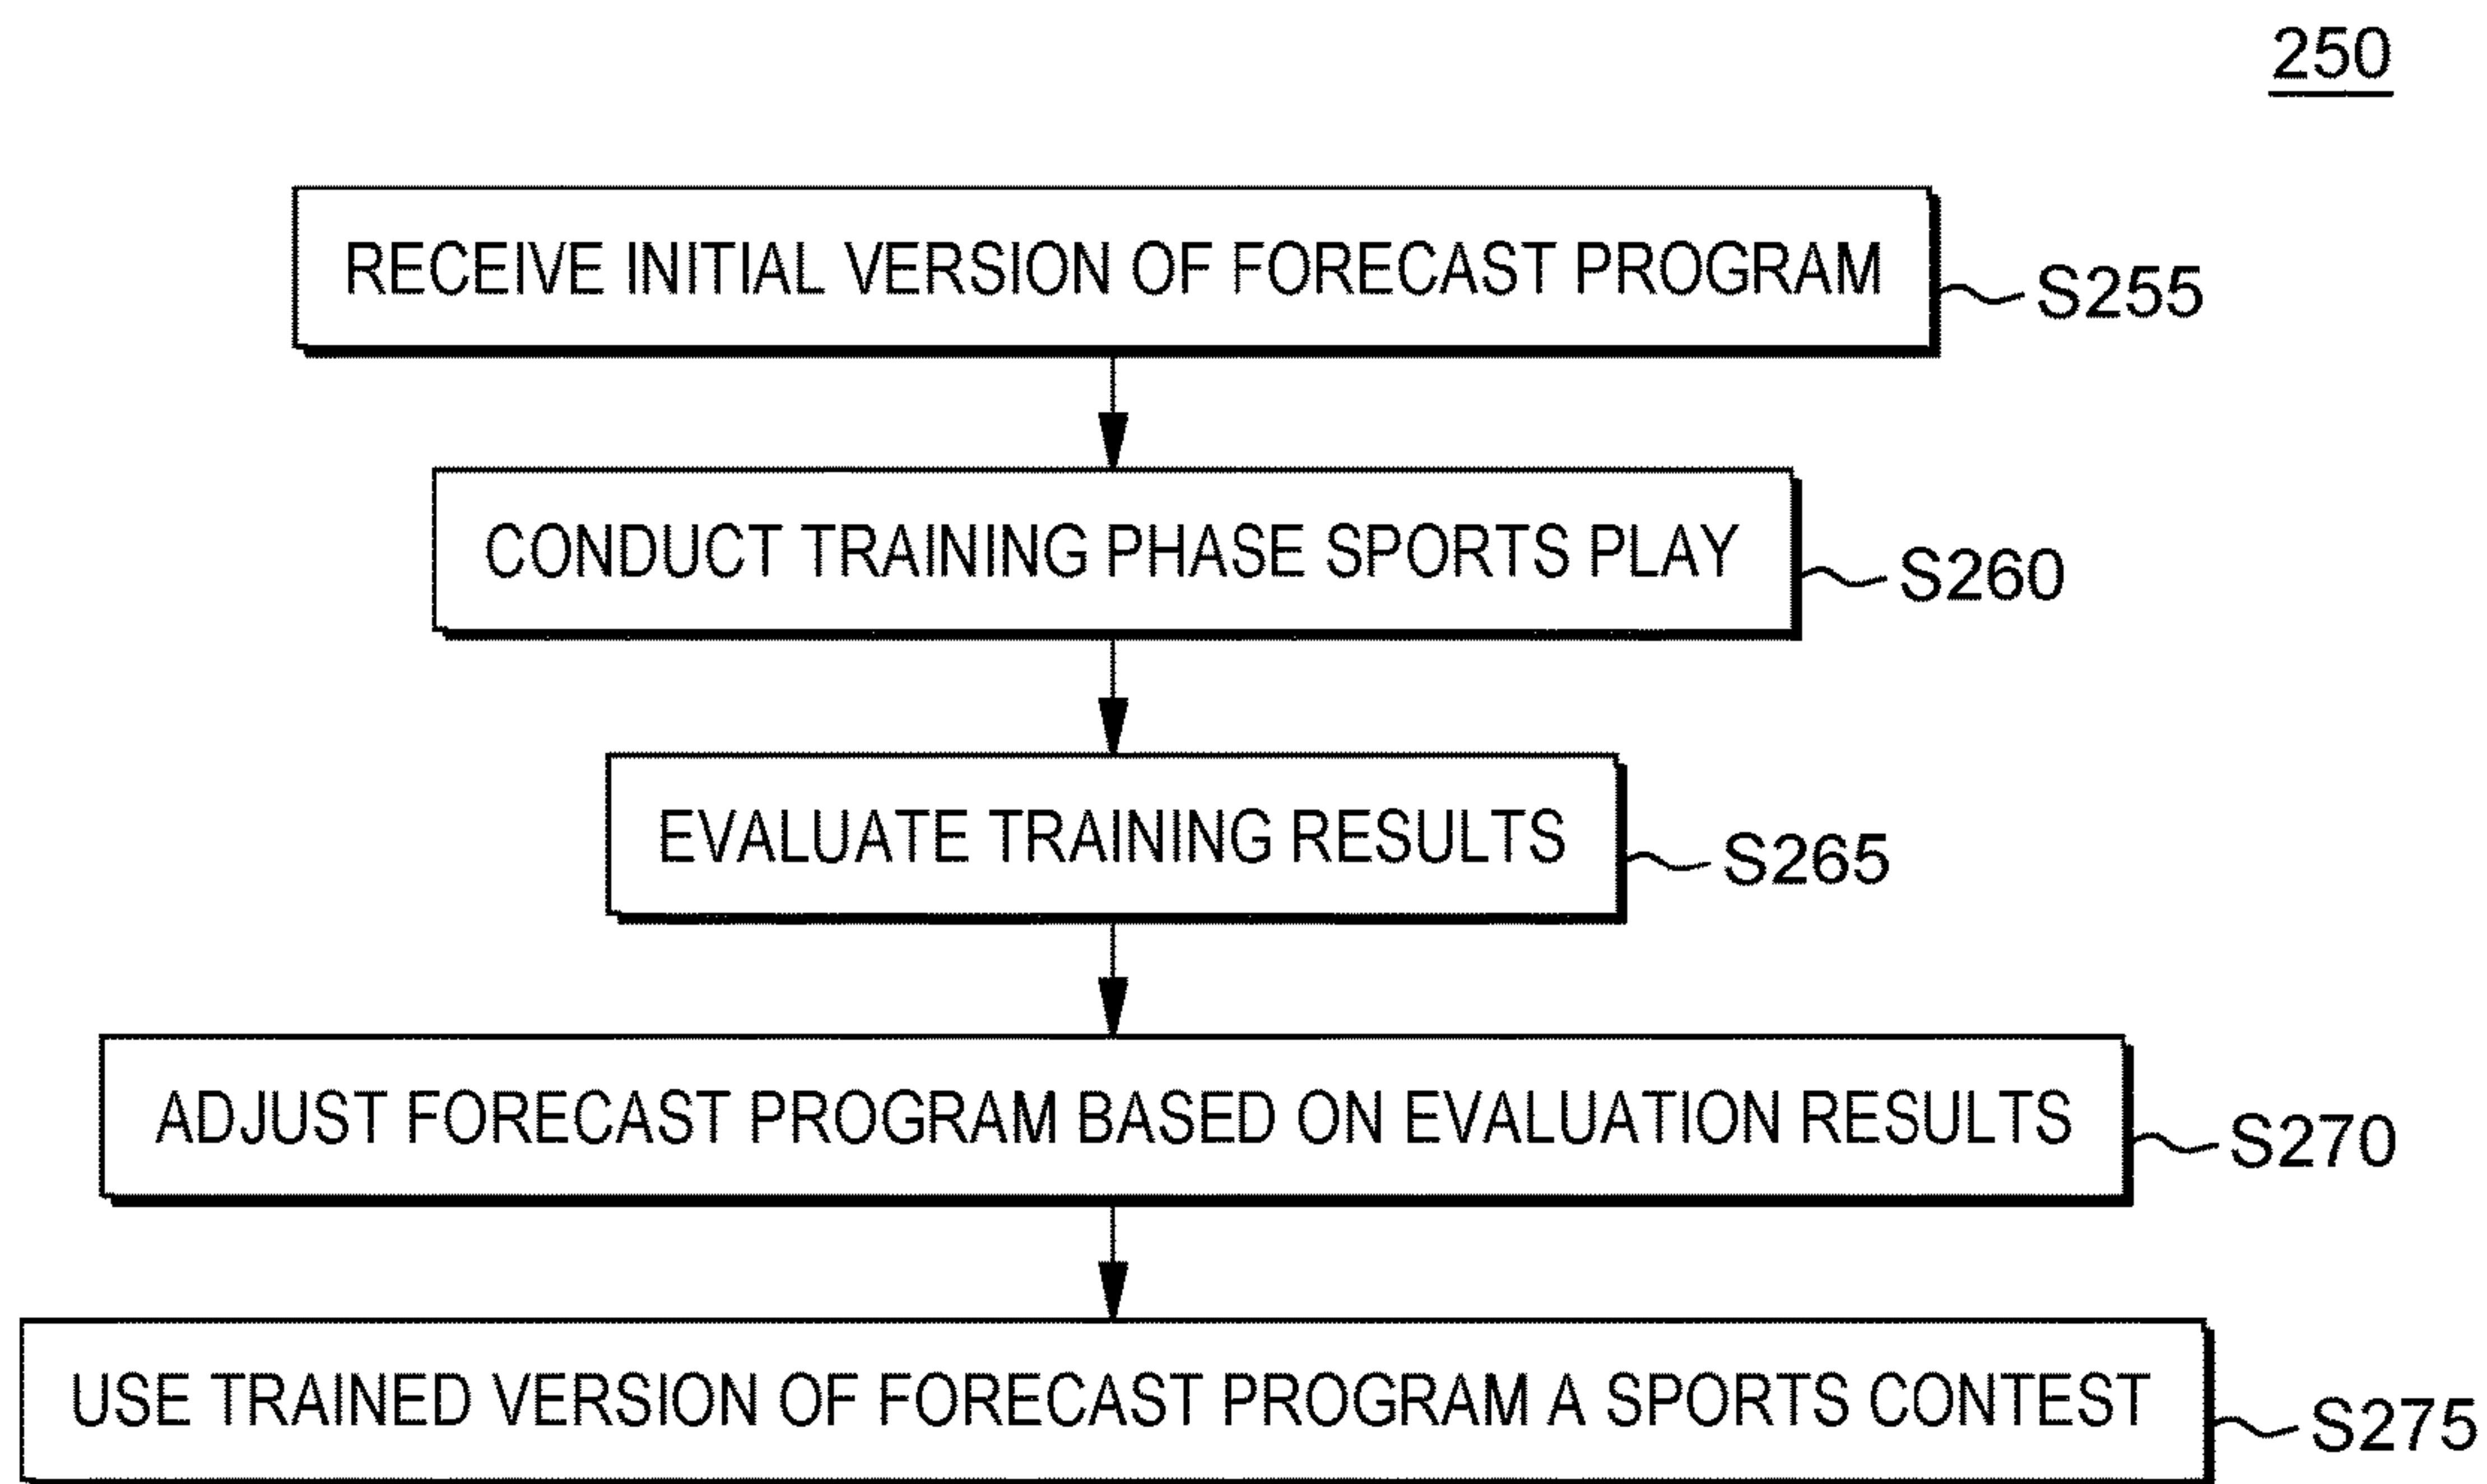 250
RECEIVE INITIAL VERSION OF FORECAST PROGRAM
S255
CONDUCT TRAINING PHASE SPORTS PLAY
S260
EVALUATE TRAINING RESULTS
S265
ADJUST FORECAST PROGRAM BASED ON EVALUATION RESULTS
S270
USE TRAINED VERSION OF FORECAST PROGRAM A SPORTS CONTEST
S275